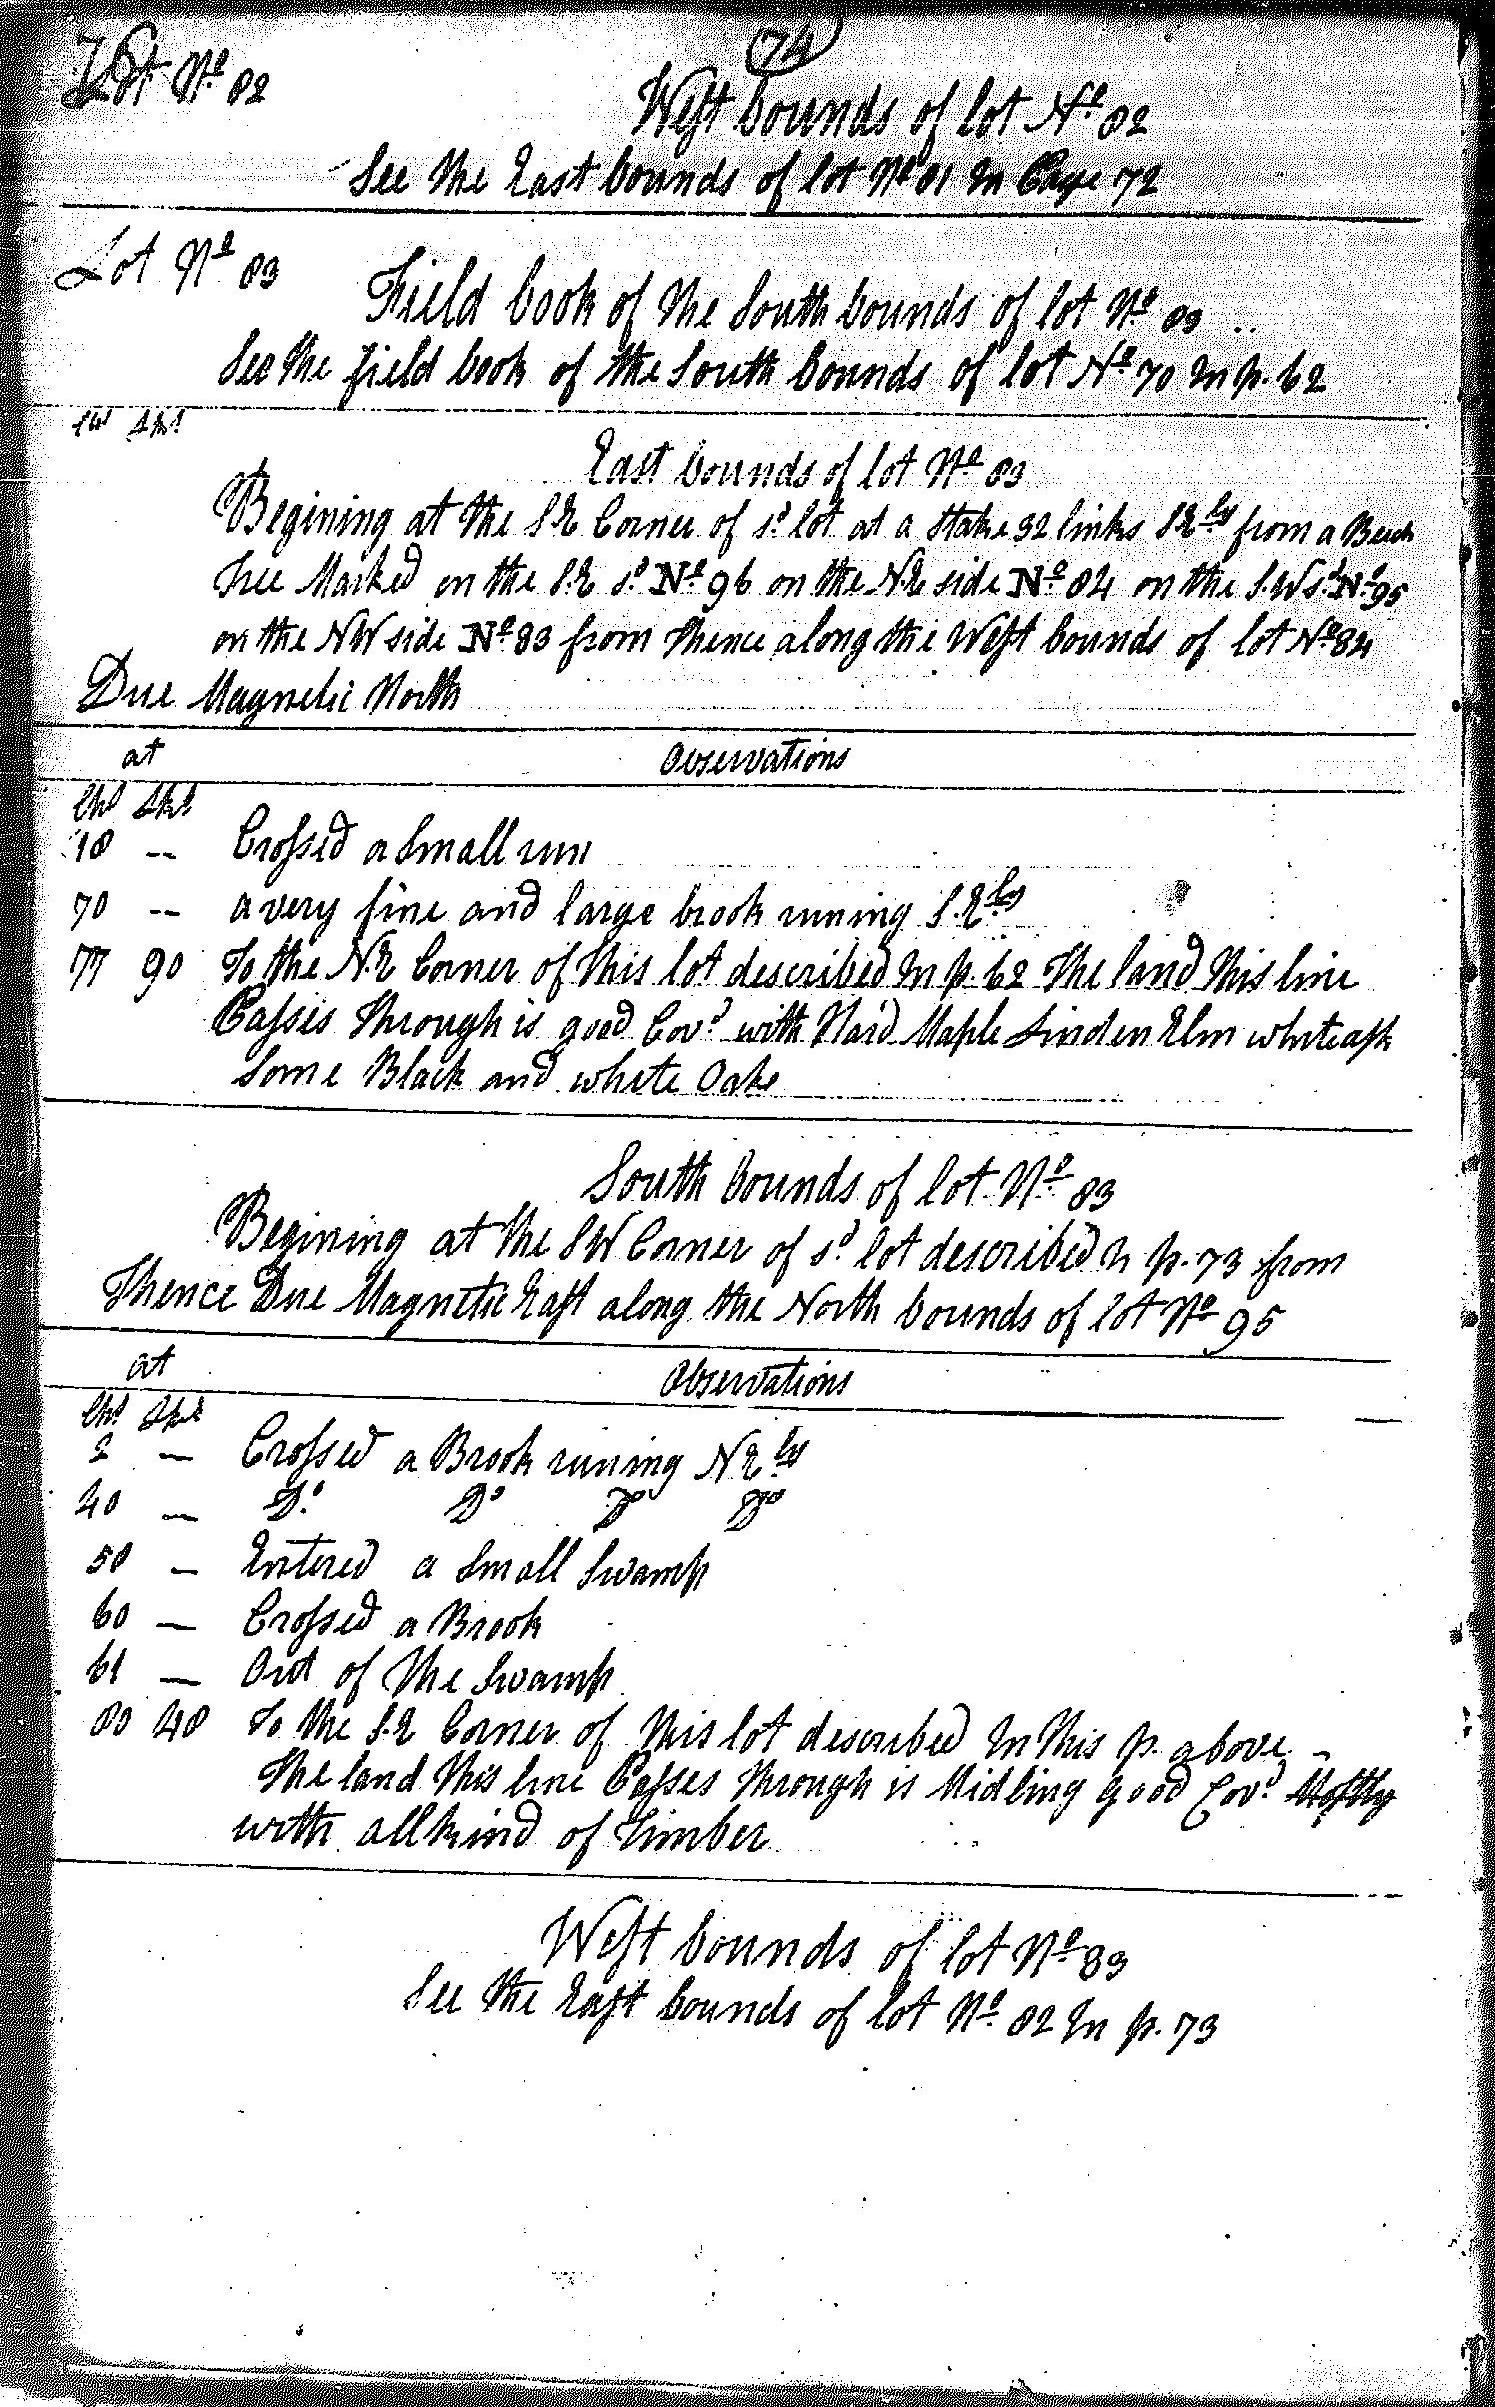 74
Lot No 82
West bounds of lot No 82
See the East bounds of lot No 81 In Page 72
Lot No 83
Field book of the South bounds of lot No 83
See the field book of the South bounds of lot No 70 In p. 62
Chs Lks
East bounds of lot No 83
Begining at the S.E Corner of sd lot at a Stake 32 links SEly from a Beech
Tree Marked on the S.E sd No 96 on the N.E side No 84 on the S.W sd No 95
on the NW side No 83 from thence along the West bounds of lot No 84
Due Magnetic North
at Observations
Chs Lks
18 -- Crossed a Small run
70 -- a very fine and large brook runing S.Ely
77 90 To the N.E Corner of this lot described In p. 62 The land this line
Passes through is good Covd with Hard Maple Linden Elm white ash
Some Black and white Oake
South bounds of lot No 83
Begining at the SW Corner of sd lot described In p. 73 from
Thence Due Magnetic East along the North bounds of lot No 95
at Observations
Chs Lks
2 — Crossed a Brook runing NEly
40 — Do Do Do Do
50 — Entered a Small Swamp
60 — Crossed a Brook
61 — Out of the Swamp
80 40 To the S.E Corner of this lot described In this p. above –
The land this line Passes through is Midling good Covd Mostly
with all kind of Timber
West bounds of lot No 83
See the East bounds of lot No 82 In p. 73